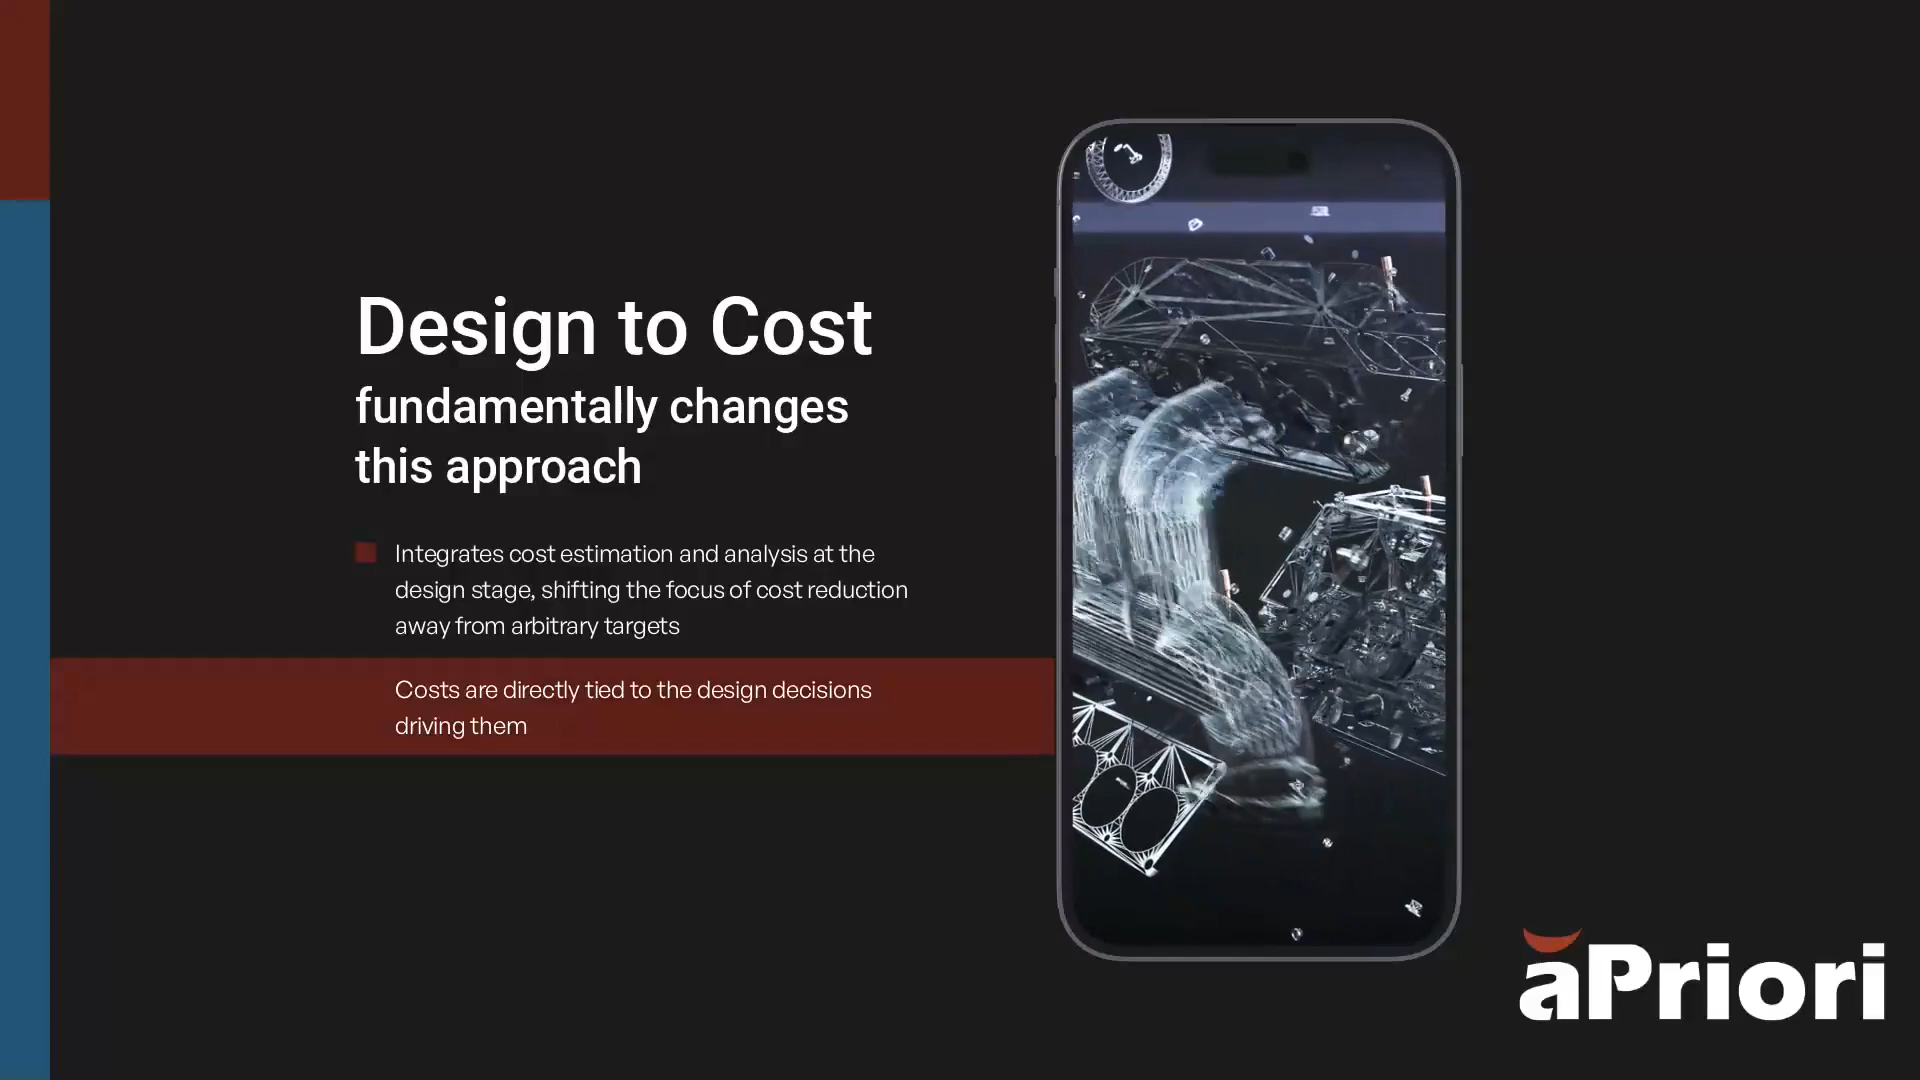 Design to Cost
fundamentally changes
this approach
Integrates cost estimation and analysis at the
design stage, shifting the focus of cost reduction
away from arbitrary targets
Costs are directly tied to the design decisions
driving them
aPriori